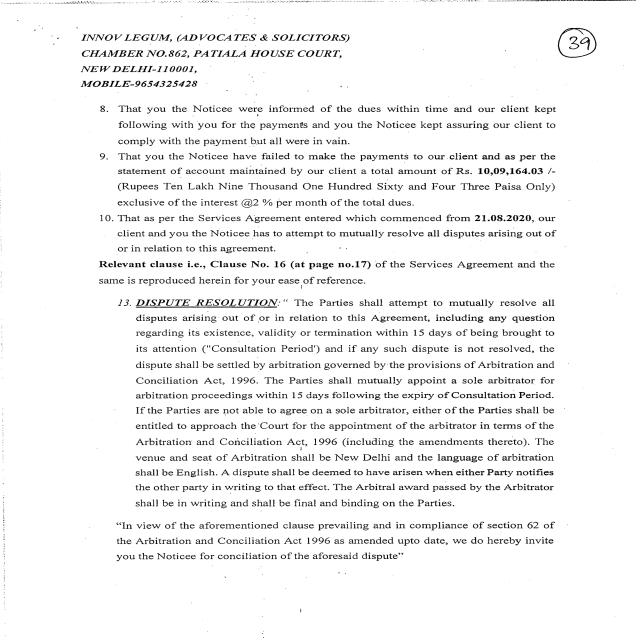 39
INNOV LEGUM, (ADVOCATES & SOLICITORS)
CHAMBER NO.862, PATIALA HOUSE COURT,
NEW DELHI-110001,
MOBILE-9654325428
8. That you the Noticee were informed of the dues within time and our client kept
following with you for the payments and you the Noticee kept assuring our client to
comply with the payment but all were in vain.
9. That you the Noticee have failed to make the payments to our client and as per the
statement of account maintained by our client a total amount of Rs. 10,09,164.03 /-
(Rupees Ten Lakh Nine Thousand One Hundred Sixty and Four Three Paisa Only)
exclusive of the interest @2 % per month of the total dues.
10. That as per the Services Agreement entered which commenced from 21.08.2020, our
client and you the Noticee has to attempt to mutually resolve all disputes arising out of
or in relation to this agreement.
Relevant clause i.e., Clause No. 16 (at page no.17) of the Services Agreement and the
same is reproduced herein for your ease of reference.
13. DISPUTE RESOLUTION:" The Parties shall attempt to mutually resolve all
disputes arising out of or in relation to this Agreement, including any question
regarding its existence, validity or termination within 15 days of being brought to
its attention ("Consultation Period') and if any such dispute is not resolved, the
dispute shall be settled by arbitration governed by the provisions of Arbitration and
Conciliation Act, 1996. The Parties shall mutually appoint a sole arbitrator for
arbitration proceedings within 15 days following the expiry of Consultation Period.
If the Parties are not able to agree on a sole arbitrator, either of the Parties shall be
entitled to approach the Court for the appointment of the arbitrator in terms of the
Arbitration and Conciliation Act, 1996 (including the amendments thereto). The
venue and seat of Arbitration shall be New Delhi and the language of arbitration
shall be English. A dispute shall be deemed to have arisen when either Party notifies
the other party in writing to that effect. The Arbitral award passed by the Arbitrator
shall be in writing and shall be final and binding on the Parties.
"In view of the aforementioned clause prevailing and in compliance of section 62 of
the Arbitration and Conciliation Act 1996 as amended upto date, we do hereby invite
you the Noticee for conciliation of the aforesaid dispute"